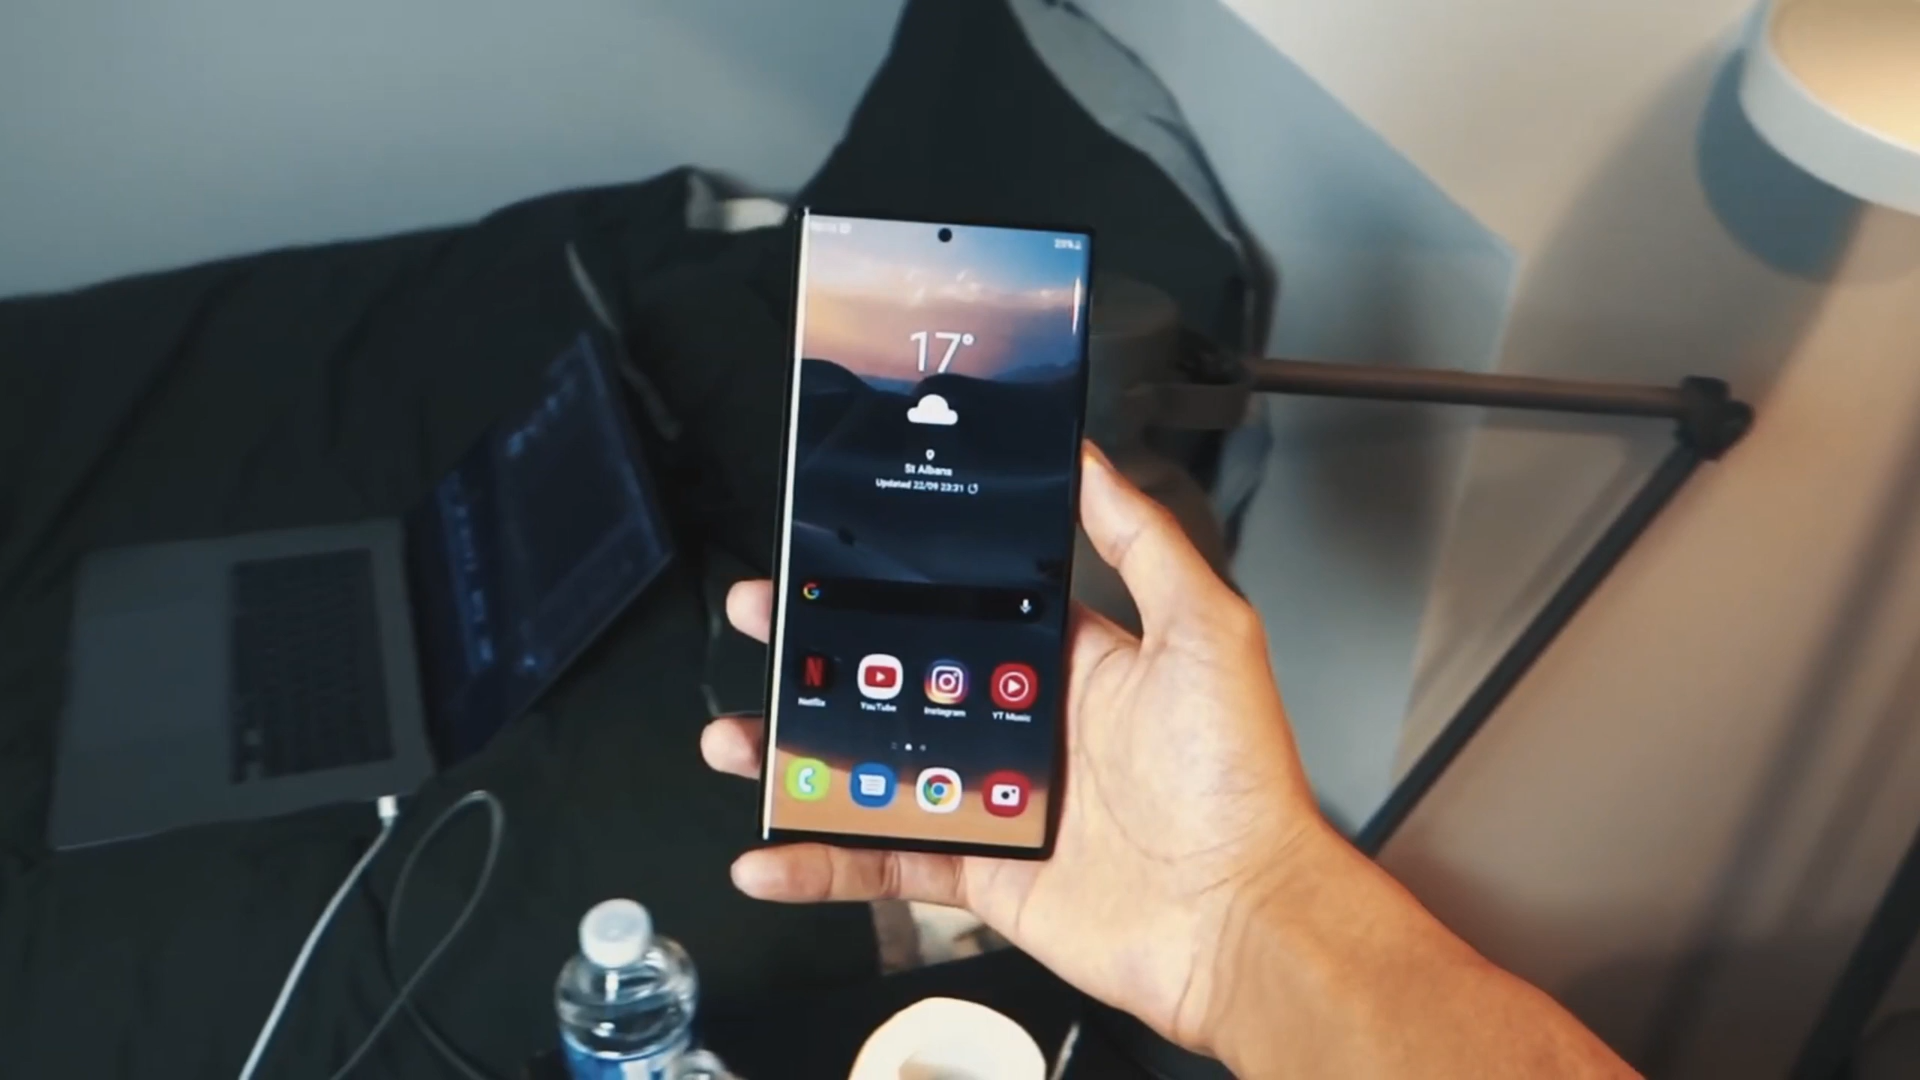 17°
St Albans
Updated 22/09 23:31
Netflix
YouTube
Instagram
YT Music